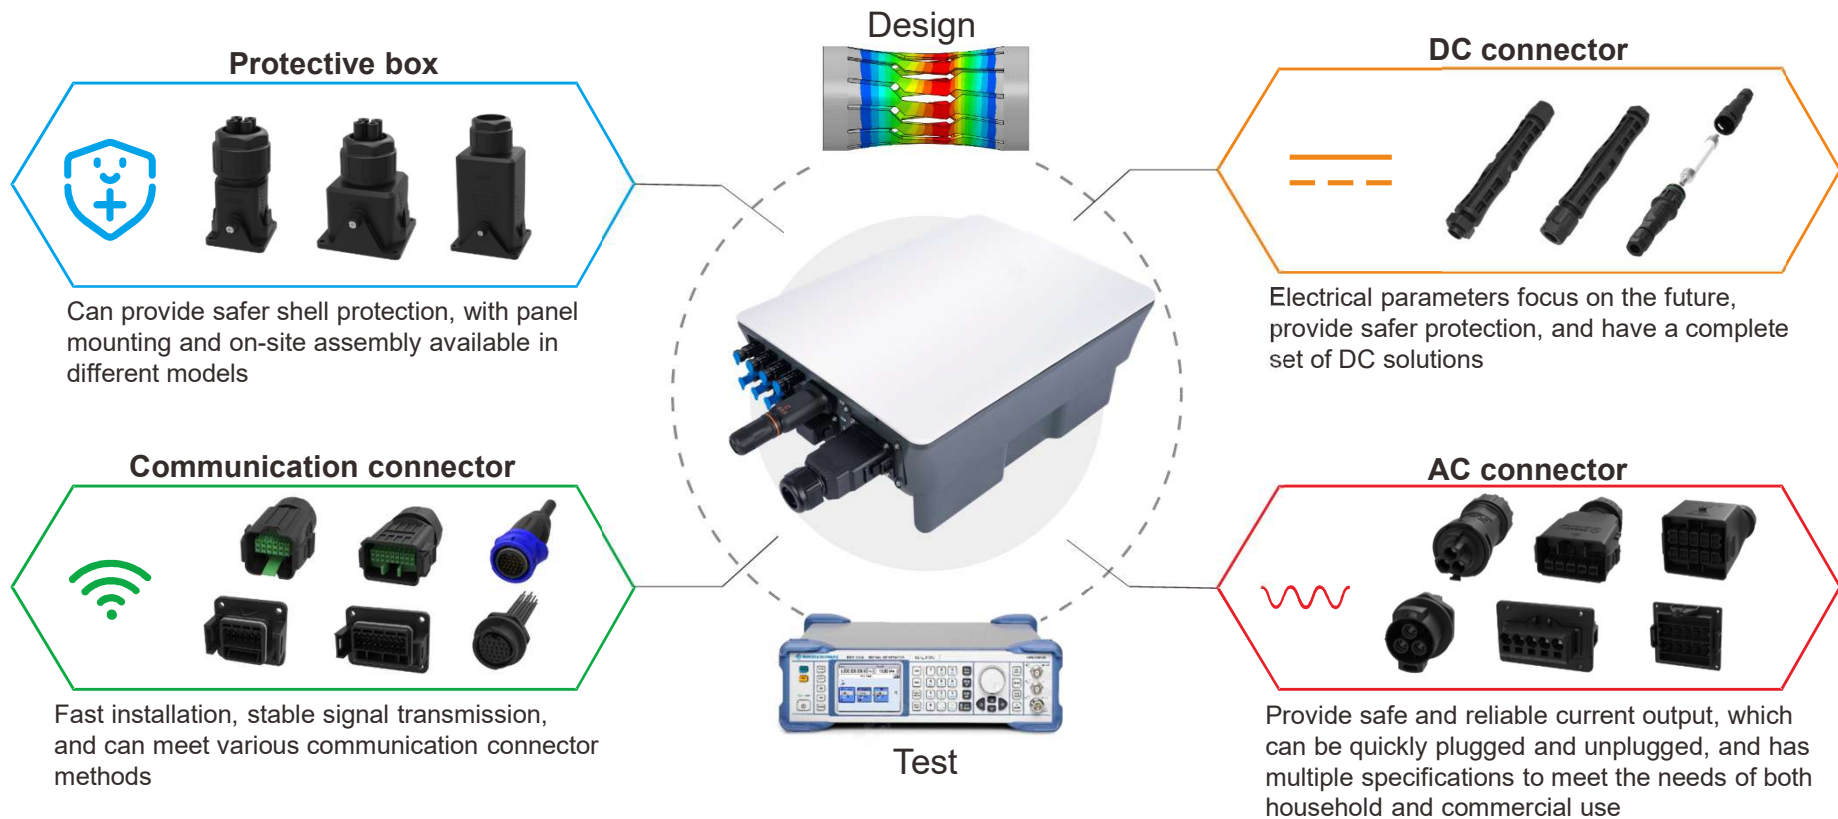 Design
Protective box
DC connector
Can provide safer shell protection, with panel
mounting and on-site assembly available in
different models
Electrical parameters focus on the future,
provide safer protection, and have a complete
set of DC solutions
Communication connector
AC connector
Fast installation, stable signal transmission,
and can meet various communication connector
methods
Test
Provide safe and reliable current output, which
can be quickly plugged and unplugged, and has
multiple specifications to meet the needs of both
household and commercial use